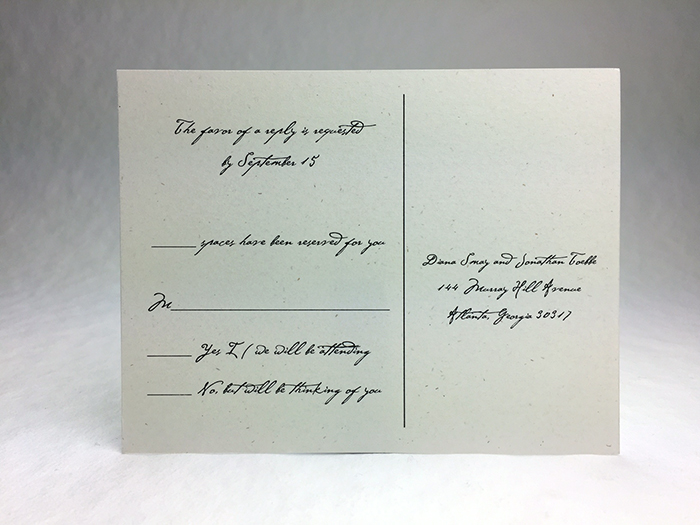 The favor of a reply is requested
by September 15
______ spaces have been reserved for you
M______________________________
______ Yes I / we will be attending
______ No, but will be thinking of you
Diana Smay and Jonathan Toebbe
144 Murray Hill Avenue
Atlanta, Georgia 30317